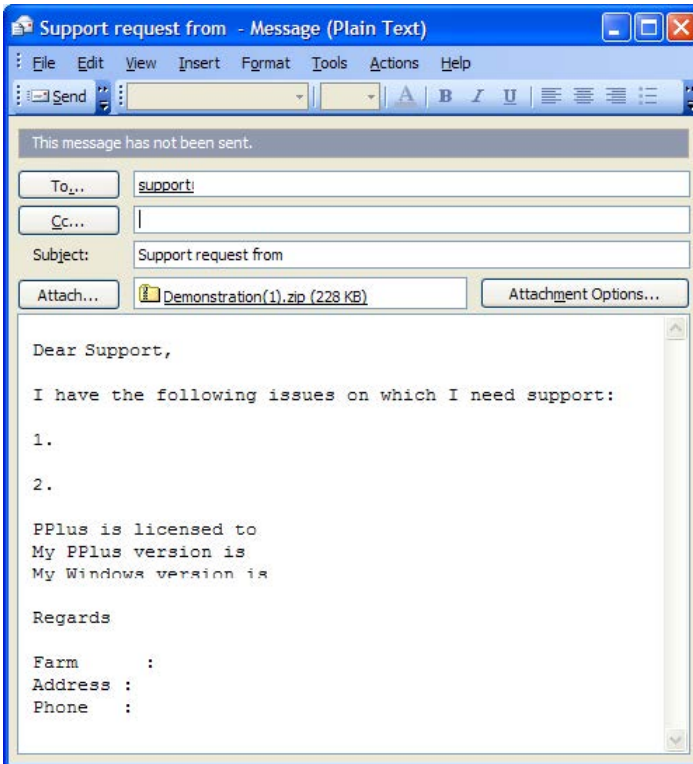 Support request from - Message (Plain Text)
File Edit View Insert Format Tools Actions Help
Send A B I U
This message has not been sent.
To... support
Cc...
Subject: Support request from
Attach... Demonstration(1).zip (228 KB) Attachment Options...
Dear Support,
I have the following issues on which I need support:
1.
2.
PPlus is licensed to
My PPlus version is
My Windows version is
Regards
Farm :
Address :
Phone :